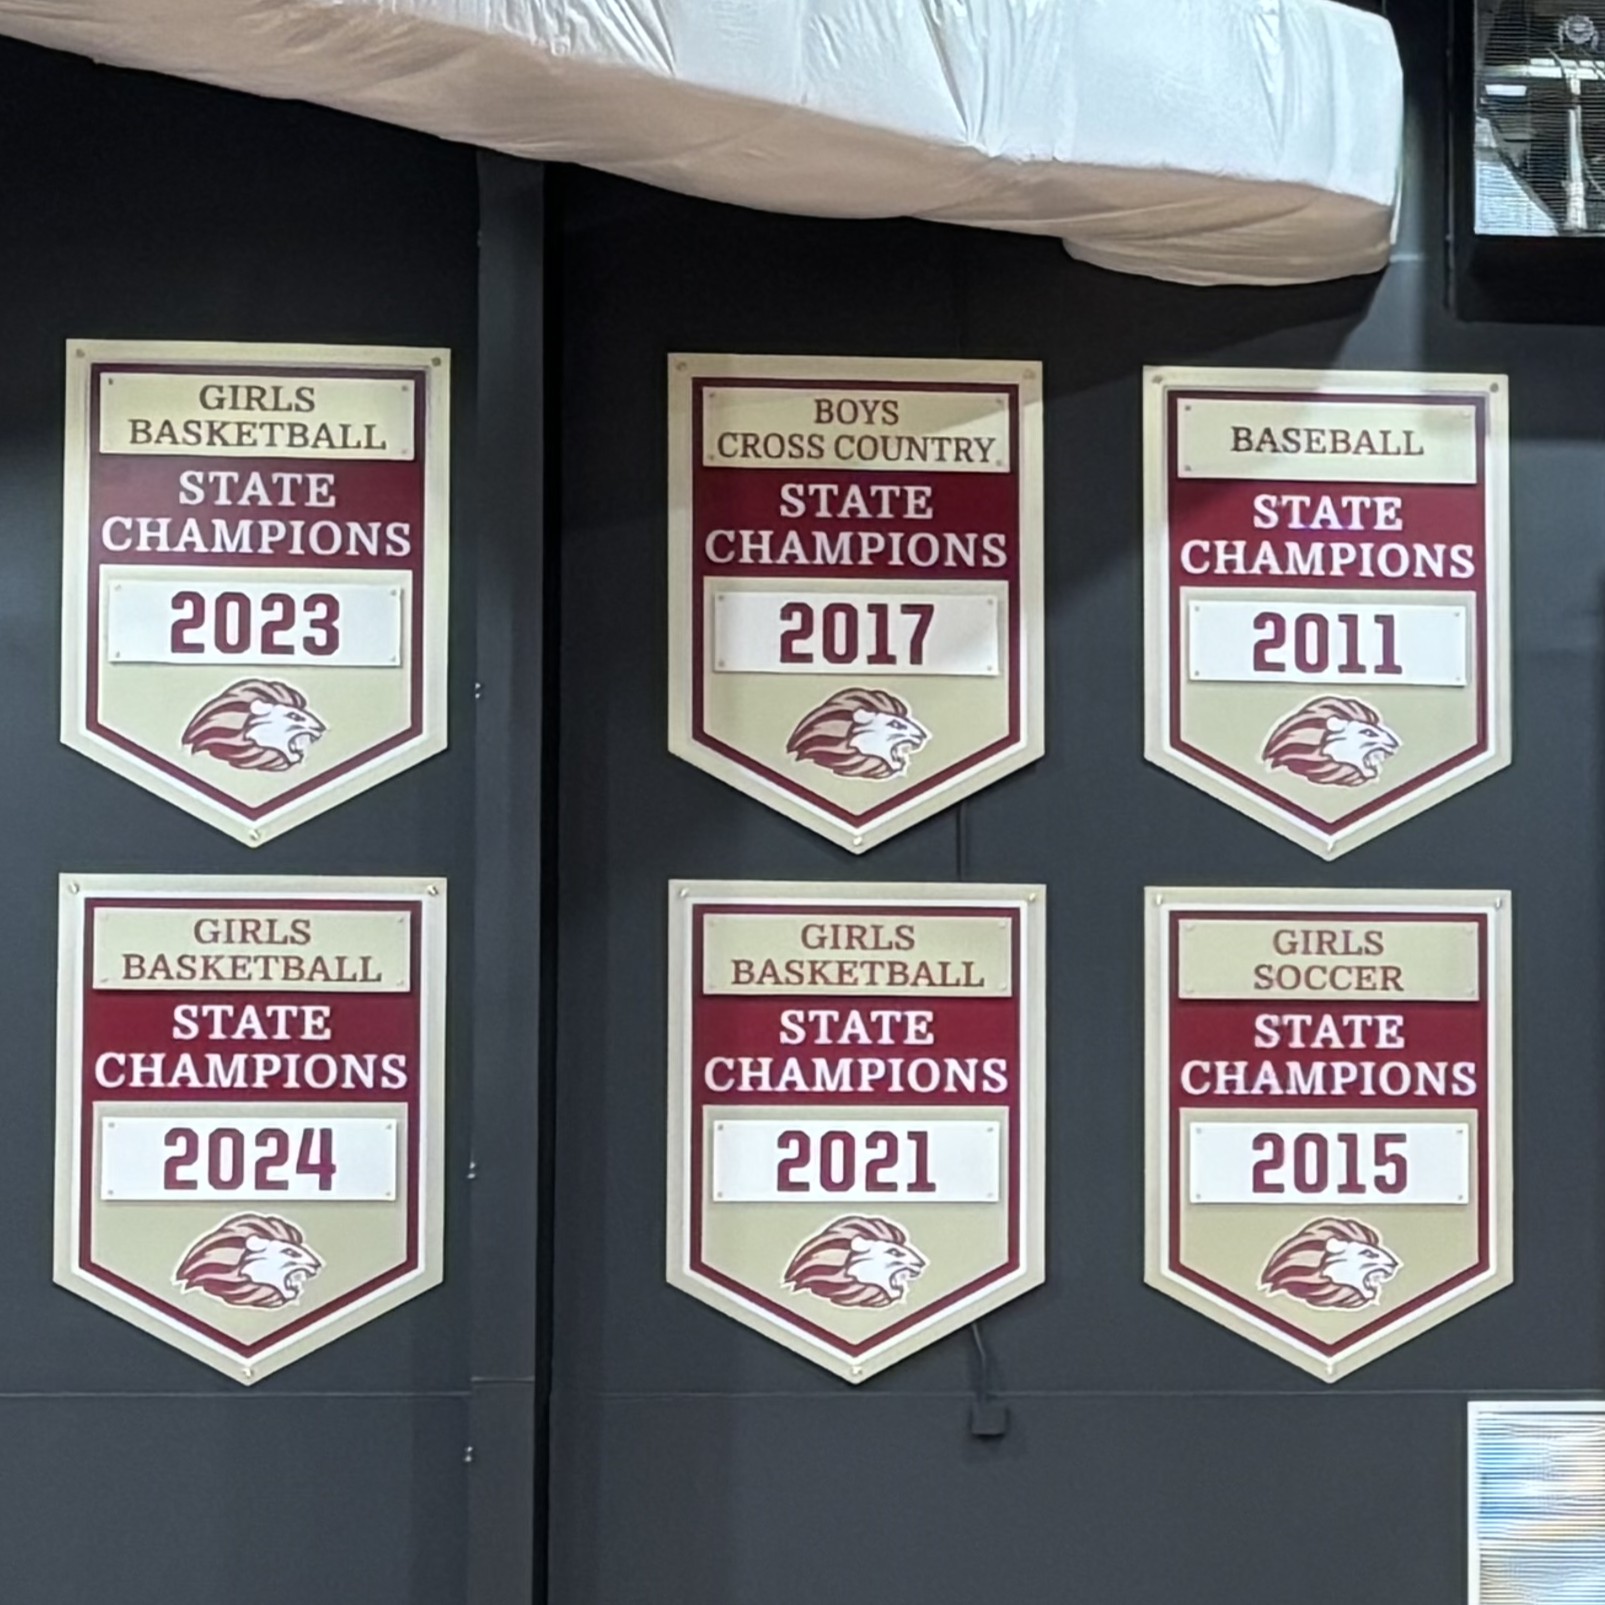 GIRLS
BASKETBALL
STATE
CHAMPIONS
2023
BOYS
CROSS COUNTRY
STATE
CHAMPIONS
2017
BASEBALL
STATE
CHAMPIONS
2011
GIRLS
BASKETBALL
STATE
CHAMPIONS
2024
GIRLS
BASKETBALL
STATE
CHAMPIONS
2021
GIRLS
SOCCER
STATE
CHAMPIONS
2015